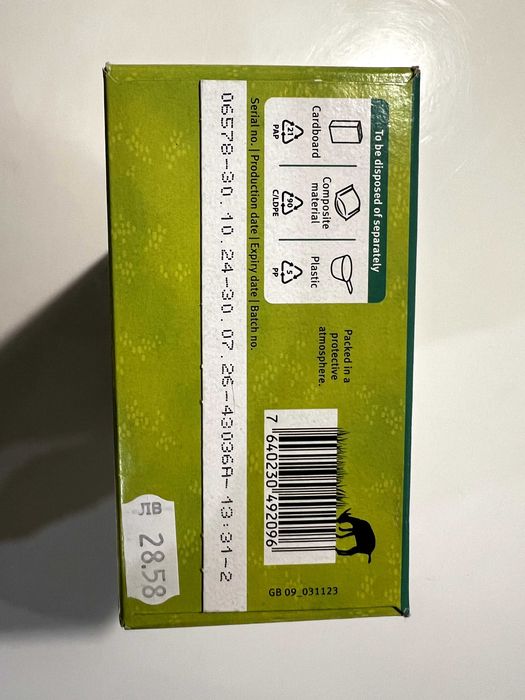 To be disposed of separately
Cardboard
21
PAP
Composite
material
90
C/LDPE
Plastic
5
PP
Packed in a
protective
atmosphere.
Serial no. | Production date | Expiry date | Batch no.
06578-30.10.24-30.07.26-43036A-13:31-2
7 640230 492096
GB 09_031123
ЛВ
28.58